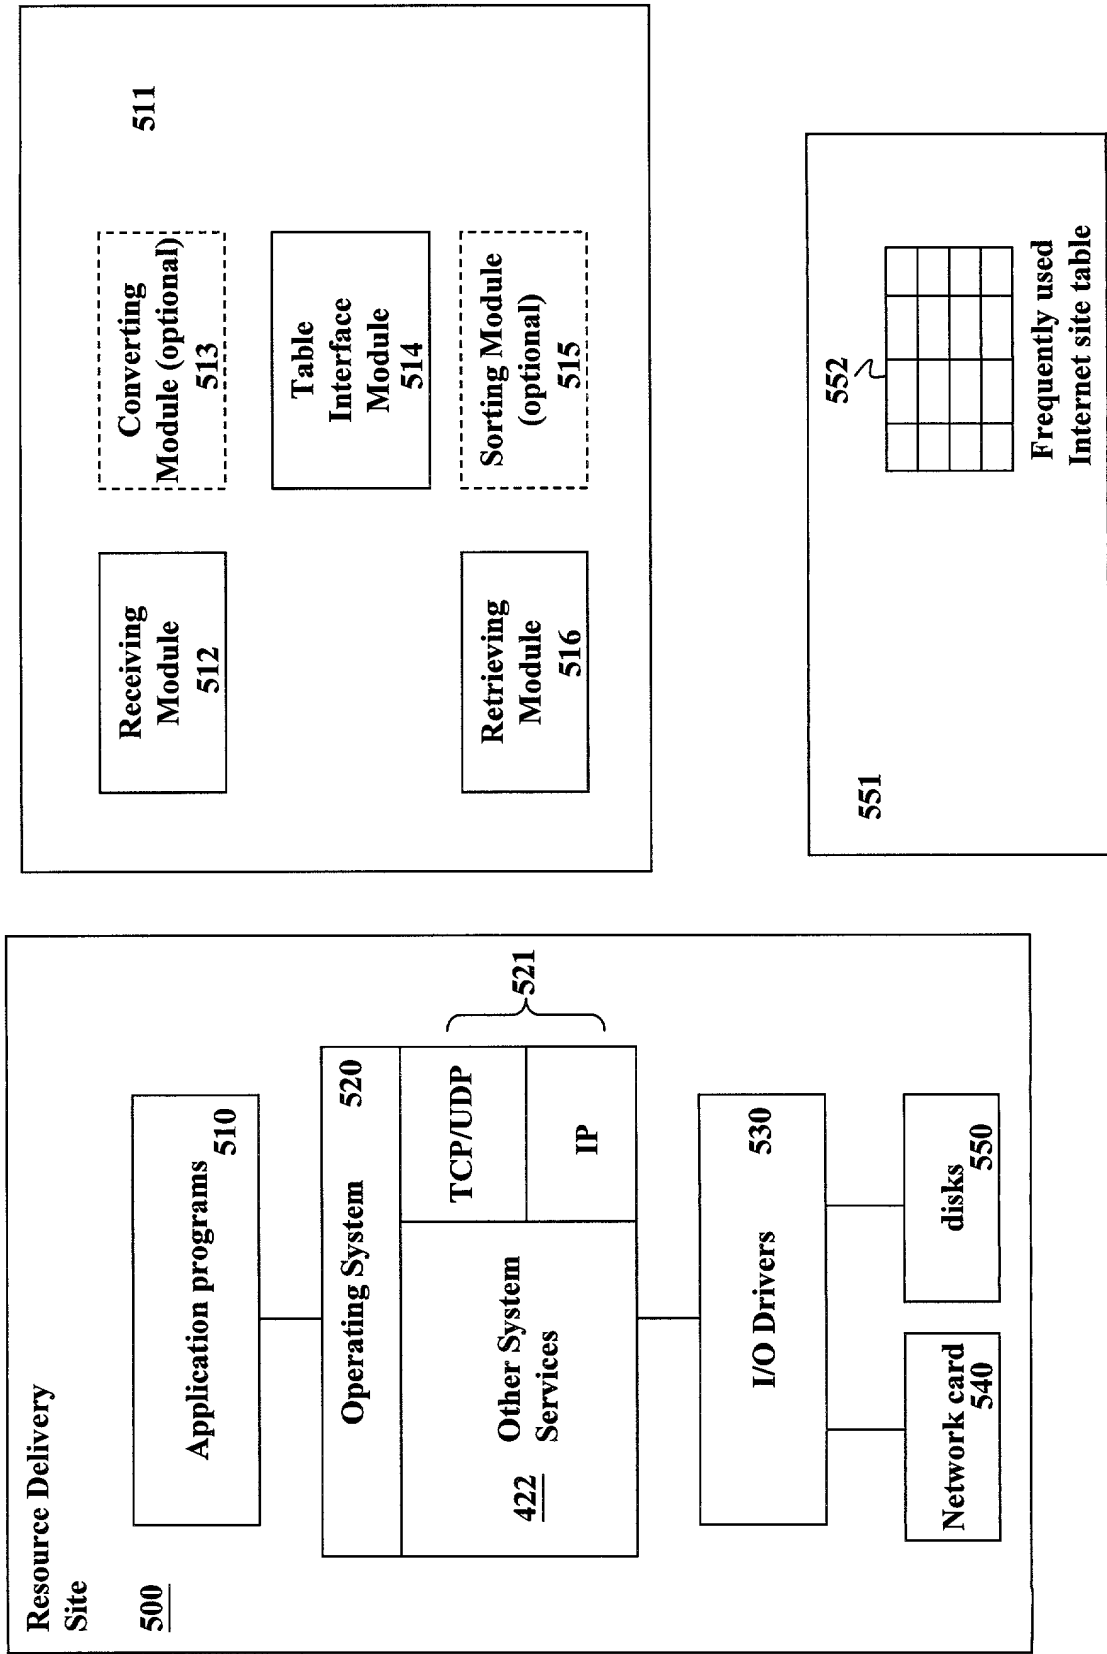 Resource Delivery
Site
500
Application programs
510
Operating System
520
TCP/UDP
IP
521
Other System
Services
422
I/O Drivers
530
Network card
540
disks
550
511
Receiving
Module
512
Converting
Module (optional)
513
Table
Interface
Module
514
Retrieving
Module
516
Sorting Module
(optional)
515
551
552
Frequently used
Internet site table